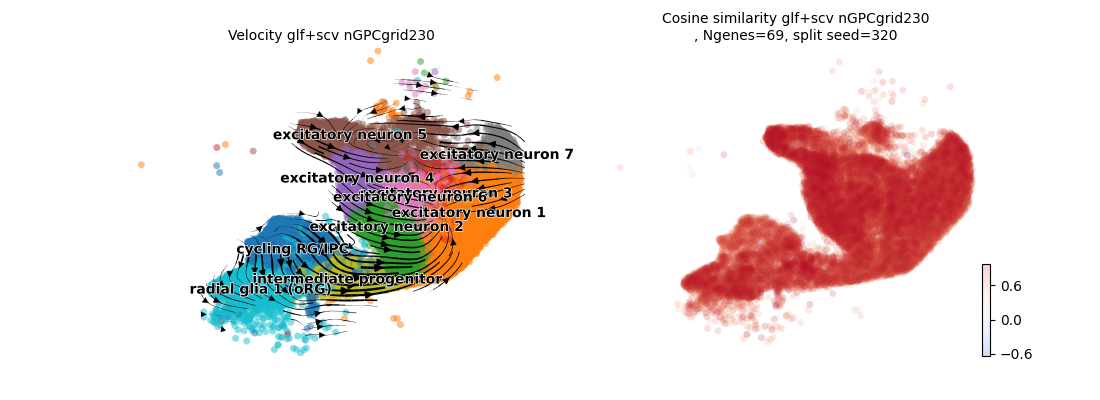 Velocity glf+scv nGPCgrid230
Cosine similarity glf+scv nGPCgrid230
, Ngenes=69, split seed=320
excitatory neuron 5
excitatory neuron 7
excitatory neuron 4
excitatory neuron 3
excitatory neuron 6
excitatory neuron 1
excitatory neuron 2
cycling RG/IPC
intermediate progenitor
radial glia 1 (oRG)
0.6
0.0
−0.6